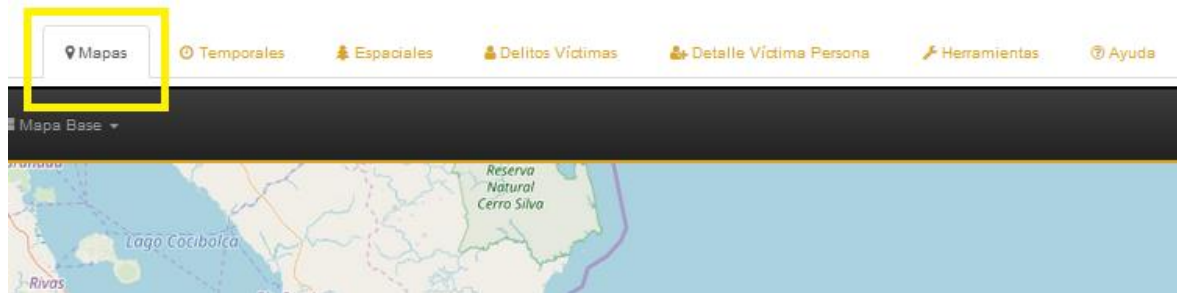 Mapas
Temporales
Espaciales
Delitos Víctimas
Detalle Víctima Persona
Herramientas
Ayuda
Mapa Base
Reserva
Natural
Cerro Silva
Lago Cocibolca
Rivas